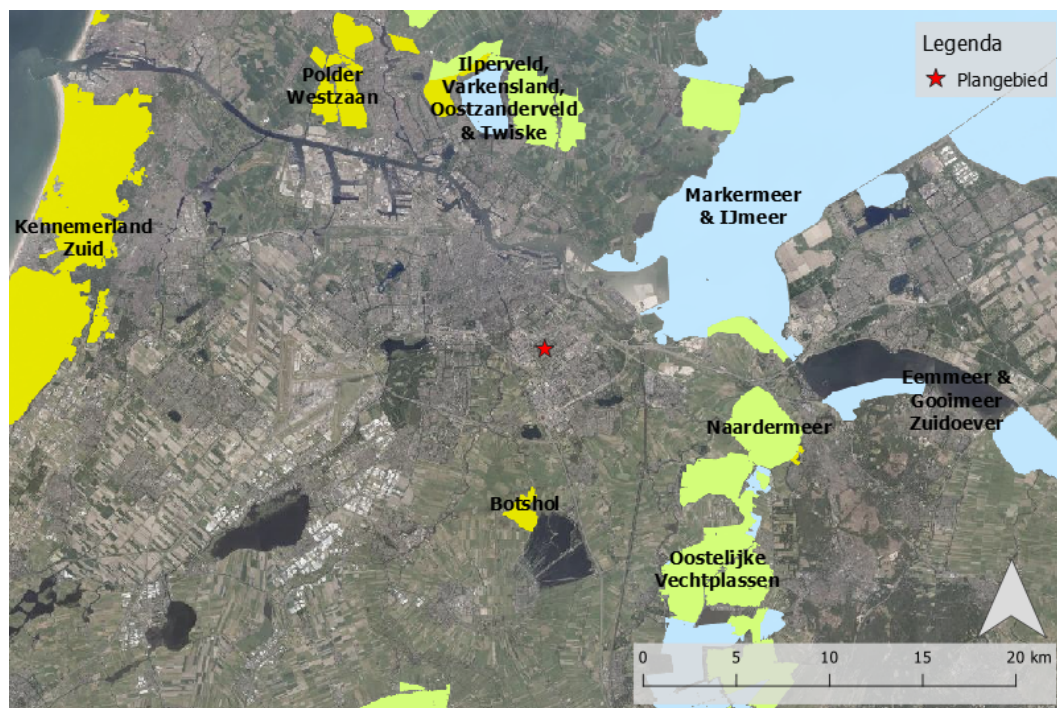 Legenda
Plangebied
Polder
Westzaan
Ilperveld,
Varkensland,
Oostzanderveld
& Twiske
Markermeer
& IJmeer
Kennemerland
Zuid
Eemmeer &
Gooimeer
Zuidoever
Naardermeer
Botshol
Oostelijke
Vechtplassen
0 5 10 15 20 km